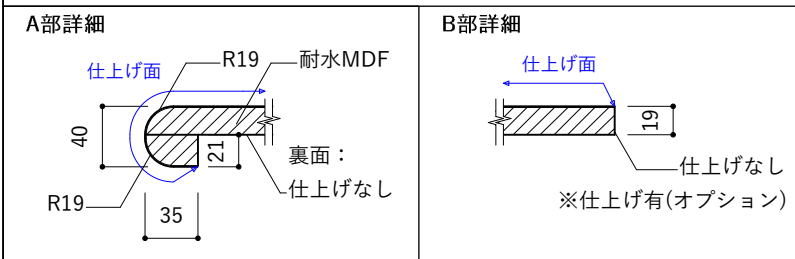 A部詳細
仕上げ面
R19
耐水MDF
40
21
裏面：
仕上げなし
R19
35
B部詳細
仕上げ面
19
仕上げなし
※仕上げ有(オプション)